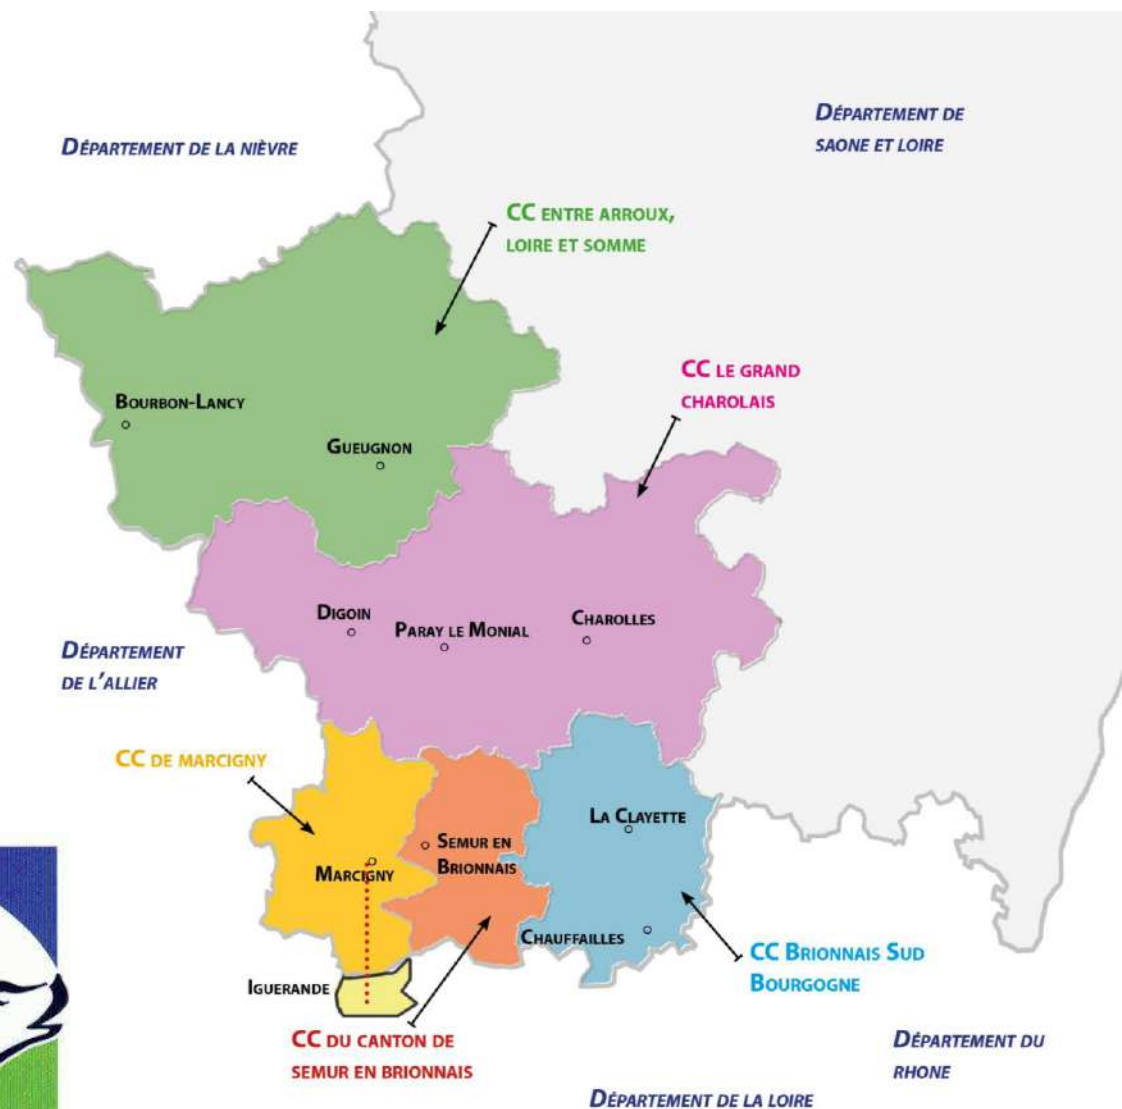 Département de la Nièvre
Département de
Saone et Loire
CC entre Arroux,
Loire et Somme
CC le grand
charolais
Bourbon-Lancy
Gueugnon
Digoin
Paray le Monial
Charolles
Département
de l'Allier
CC de marcigny
La Clayette
Semur en
Brionnais
Marcigny
Chauffailles
CC Brionnais Sud
Bourgogne
Iguerande
CC du canton de
semur en brionnais
Département du
Rhone
Département de la Loire